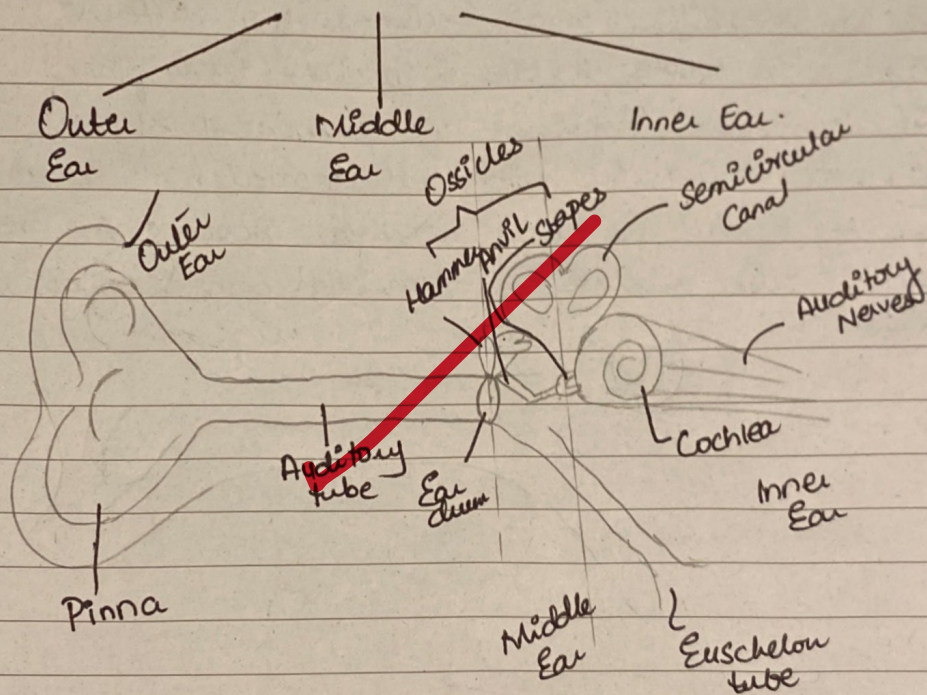 Outer
Ear
Middle
Ear
Inner Ear.
Ossicles
Semicircular
Canal
Outer
Ear
Hammer
Anvil
Stapes
Auditory
Nerves
Auditory
tube
Ear
drum
Cochlea
Inner
Ear
Pinna
Middle
Ear
Euschelon
tube